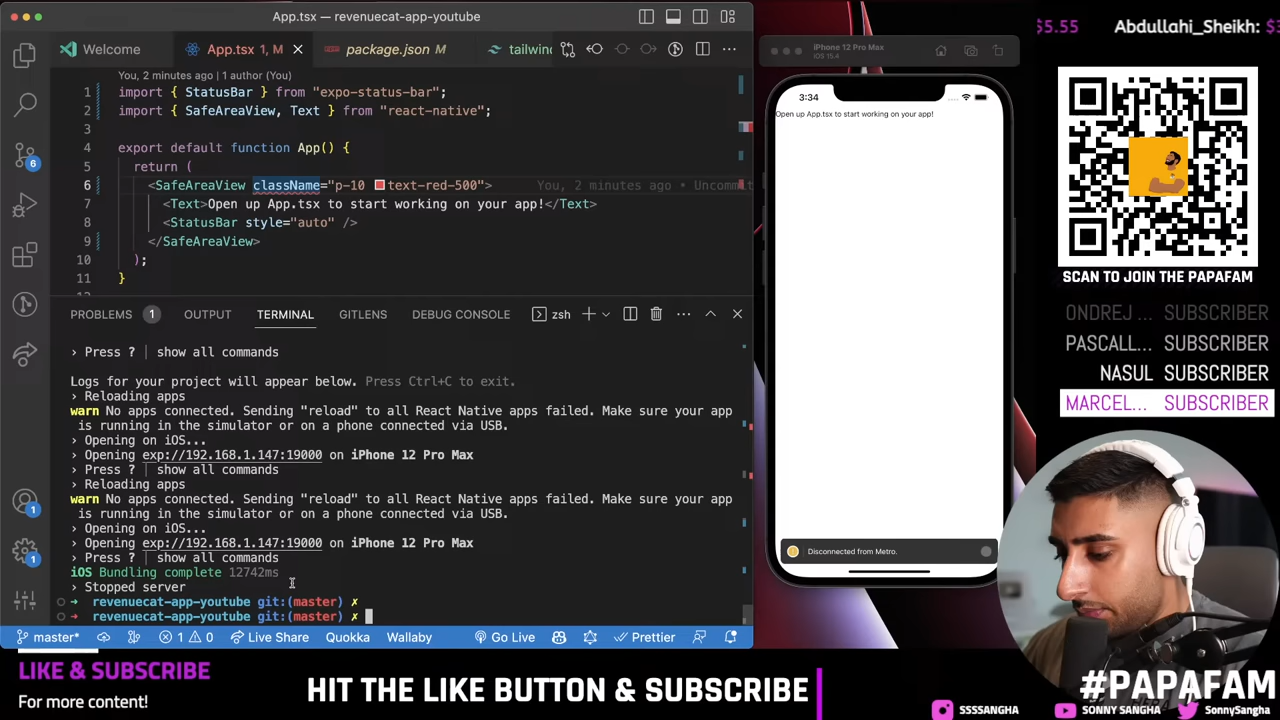 App.tsx — revenuecat-app-youtube
Welcome
App.tsx 1, M
package.json M
tailwind
You, 2 minutes ago | 1 author (You)
1 import { StatusBar } from "expo-status-bar";
2 import { SafeAreaView, Text } from "react-native";
3
4 export default function App() {
5 return (
6 <SafeAreaView className="p-10 text-red-500"> You, 2 minutes ago • Uncommit
7 <Text>Open up App.tsx to start working on your app!</Text>
8 <StatusBar style="auto" />
9 </SafeAreaView>
10 );
11 }
6
1
1
PROBLEMS 1 OUTPUT TERMINAL GITLENS DEBUG CONSOLE zsh
› Press ? | show all commands
Logs for your project will appear below. Press Ctrl+C to exit.
› Reloading apps
warn No apps connected. Sending "reload" to all React Native apps failed. Make sure your app
is running in the simulator or on a phone connected via USB.
› Opening on iOS...
› Opening exp://192.168.1.147:19000 on iPhone 12 Pro Max
› Press ? | show all commands
› Reloading apps
warn No apps connected. Sending "reload" to all React Native apps failed. Make sure your app
is running in the simulator or on a phone connected via USB.
› Opening on iOS...
› Opening exp://192.168.1.147:19000 on iPhone 12 Pro Max
› Press ? | show all commands
iOS Bundling complete 12742ms
› Stopped server
➜ revenuecat-app-youtube git:(master) ✗
➜ revenuecat-app-youtube git:(master) ✗
master* 1 0 Live Share Quokka Wallaby Go Live Prettier
iPhone 12 Pro Max
iOS 15.4
3:34
Open up App.tsx to start working on your app!
Disconnected from Metro.
$5.55 Abdullahi_Sheikh: $
SCAN TO JOIN THE PAPAFAM
ONDREJ ... SUBSCRIBER
PASCALL... SUBSCRIBER
NASUL SUBSCRIBER
MARCEL... SUBSCRIBER
LIKE & SUBSCRIBE
For more content!
HIT THE LIKE BUTTON & SUBSCRIBE
#PAPAFAM
SSSSANGHA SONNY SANGHA SonnySangha